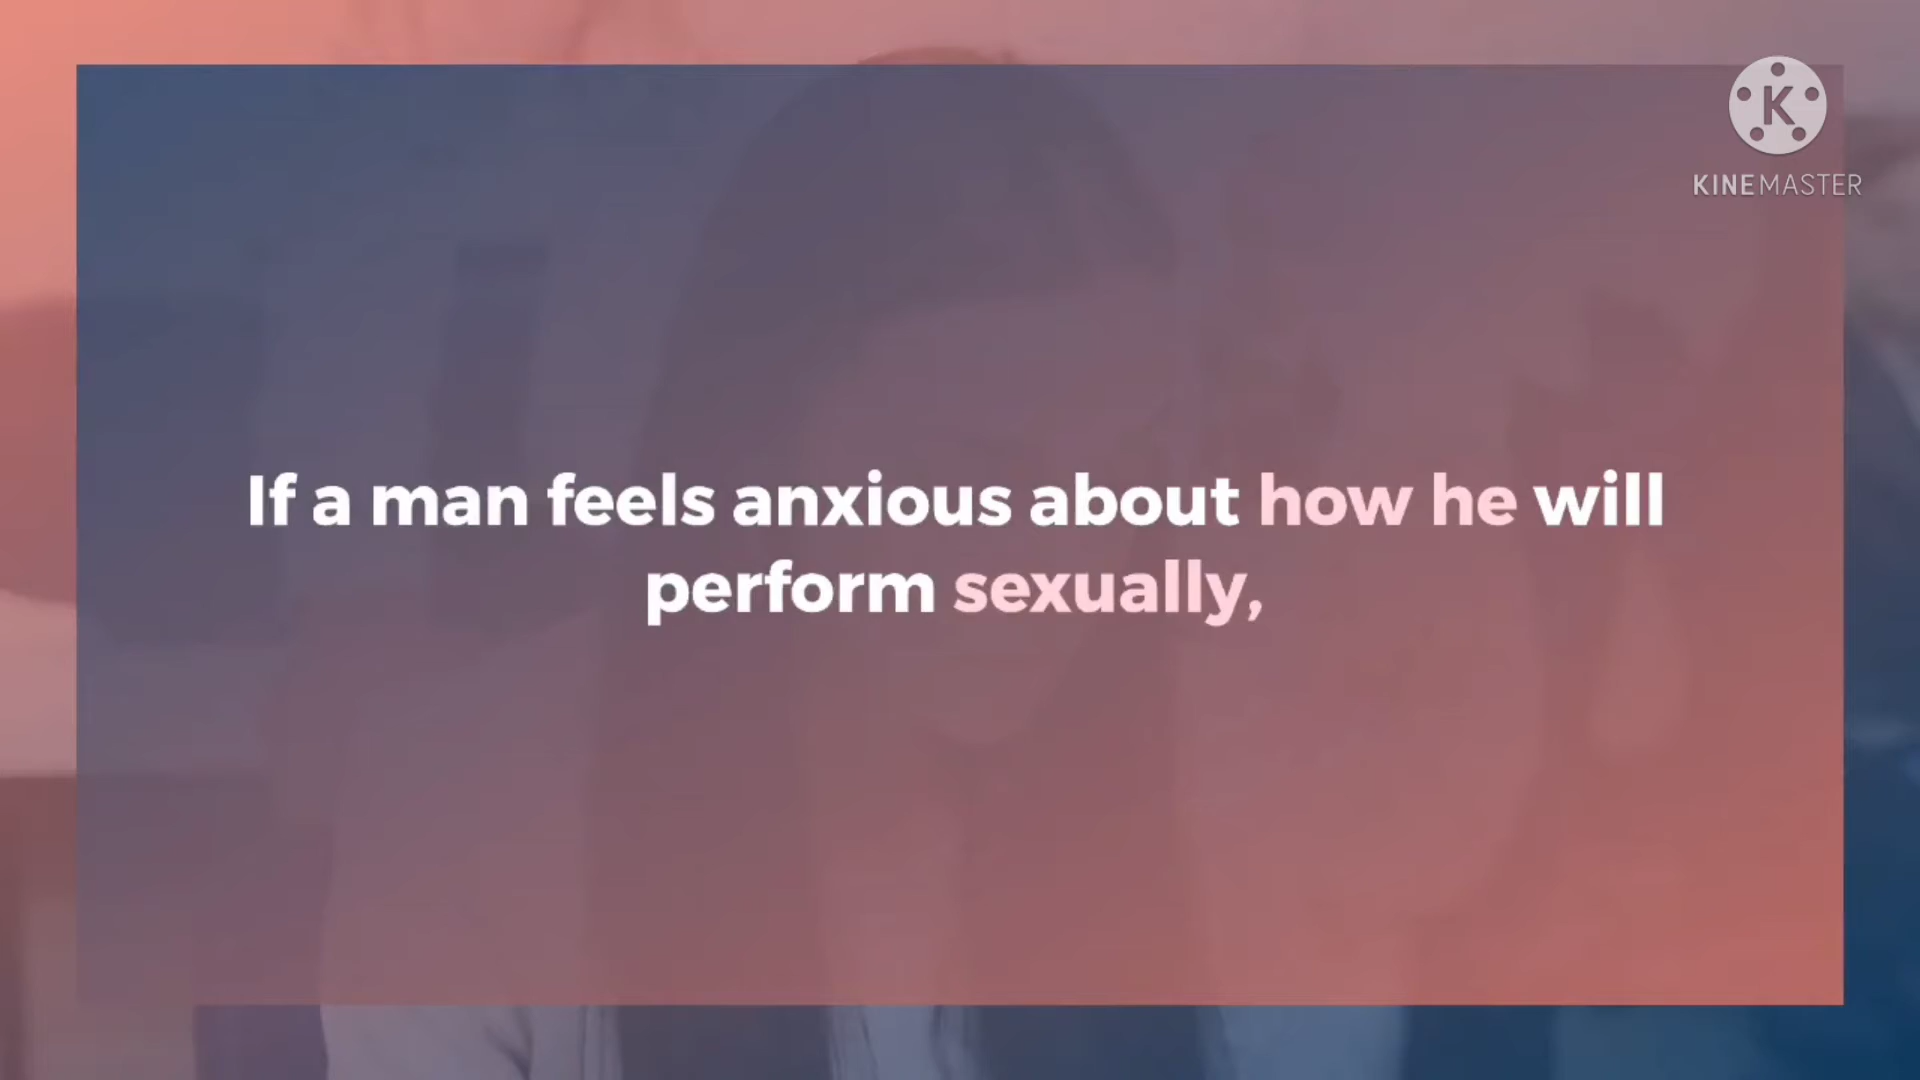 K
KINEMASTER
If a man feels anxious about how he will
perform sexually,